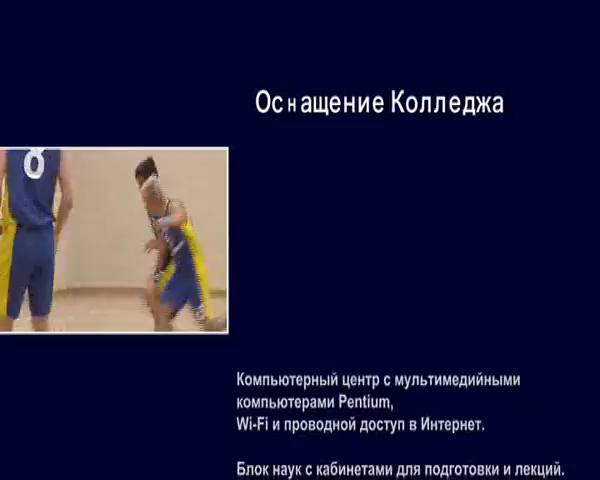 Оснащение Колледжа
8
Компьютерный центр с мультимедийными
компьютерами Pentium,
Wi-Fi и проводной доступ в Интернет.
Блок наук с кабинетами для подготовки и лекций.